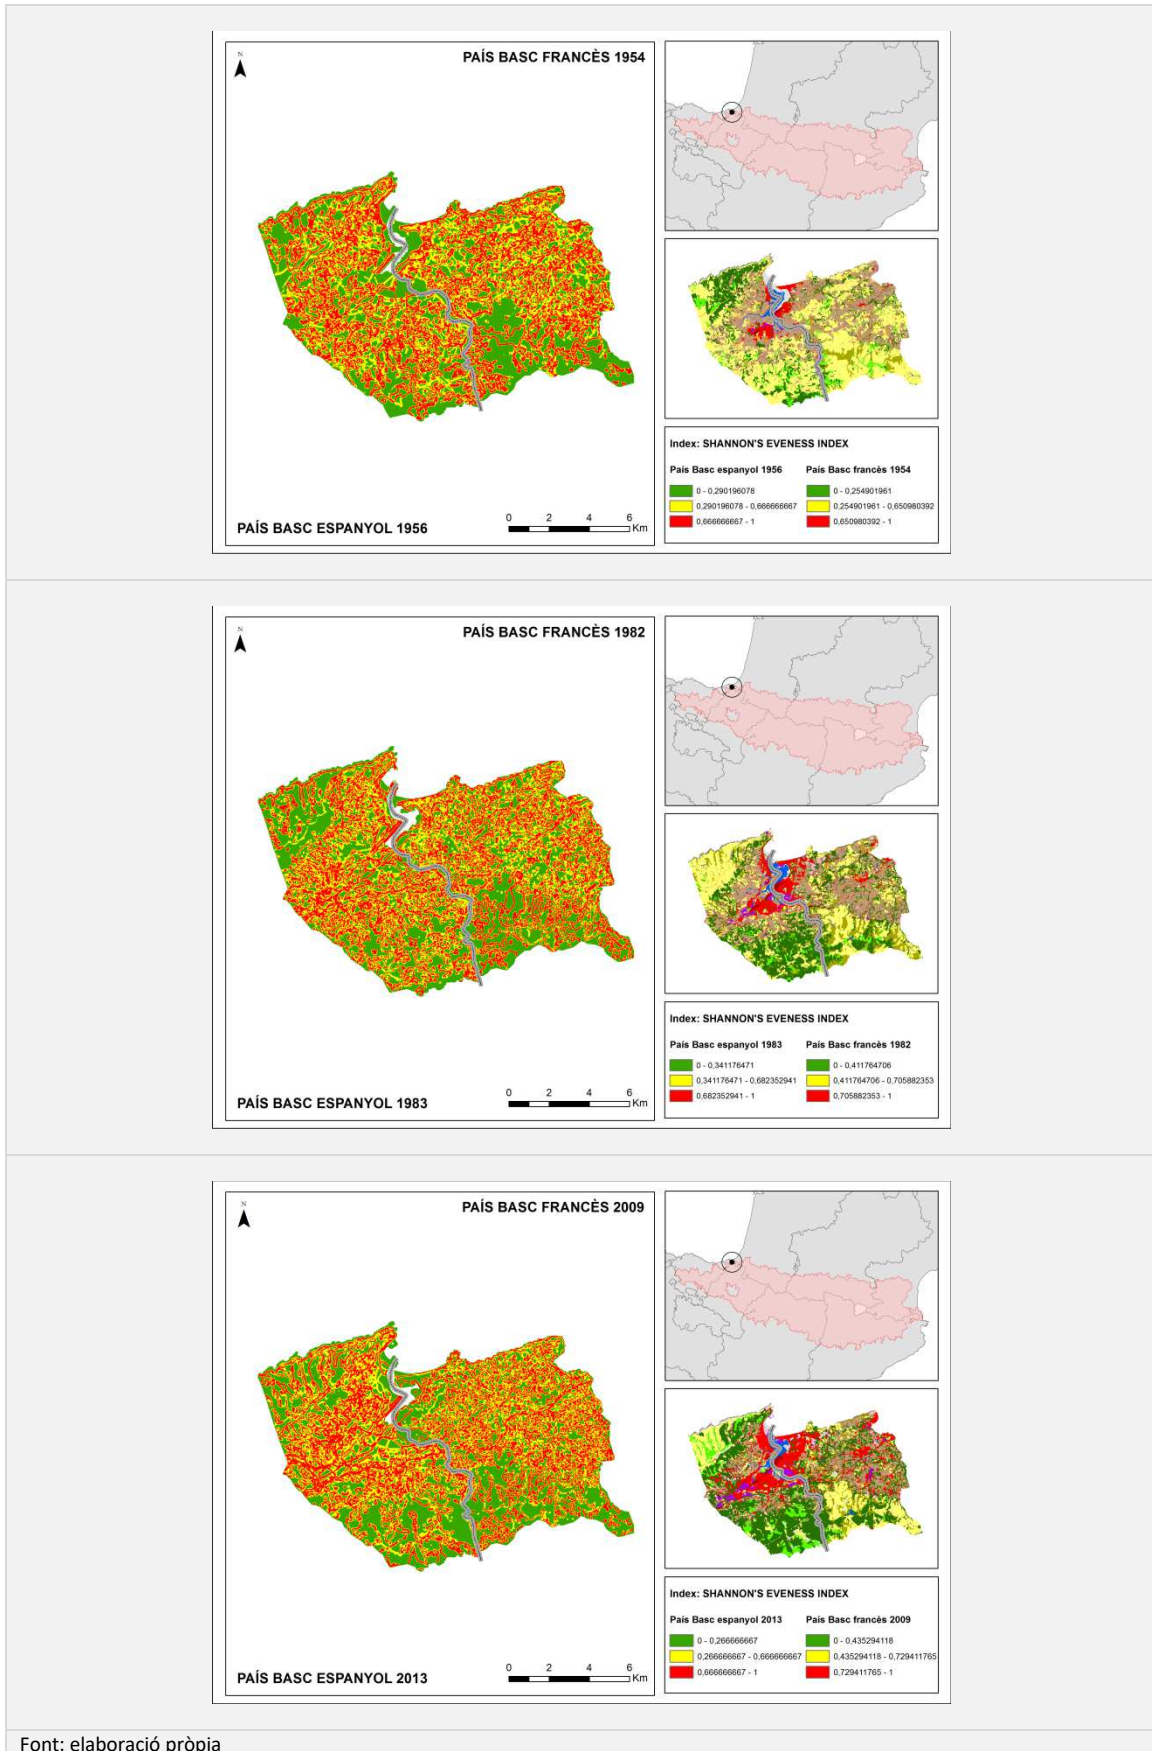 N
PAÍS BASC FRANCÈS 1954
PAÍS BASC ESPANYOL 1956
0 2 4 6
Km
Index: SHANNON'S EVENESS INDEX
País Basc espanyol 1956 País Basc francès 1954
0 - 0,290196078 0 - 0,254901961
0,290196078 - 0,666666667 0,254901961 - 0,650980392
0,666666667 - 1 0,650980392 - 1
N
PAÍS BASC FRANCÈS 1982
PAÍS BASC ESPANYOL 1983
0 2 4 6
Km
Index: SHANNON'S EVENESS INDEX
País Basc espanyol 1983 País Basc francès 1982
0 - 0,341176471 0 - 0,411764706
0,341176471 - 0,682352941 0,411764706 - 0,705882353
0,682352941 - 1 0,705882353 - 1
N
PAÍS BASC FRANCÈS 2009
PAÍS BASC ESPANYOL 2013
0 2 4 6
Km
Index: SHANNON'S EVENESS INDEX
País Basc espanyol 2013 País Basc francès 2009
0 - 0,266666667 0 - 0,435294118
0,266666667 - 0,666666667 0,435294118 - 0,729411765
0,666666667 - 1 0,729411765 - 1
Font: elaboració pròpia